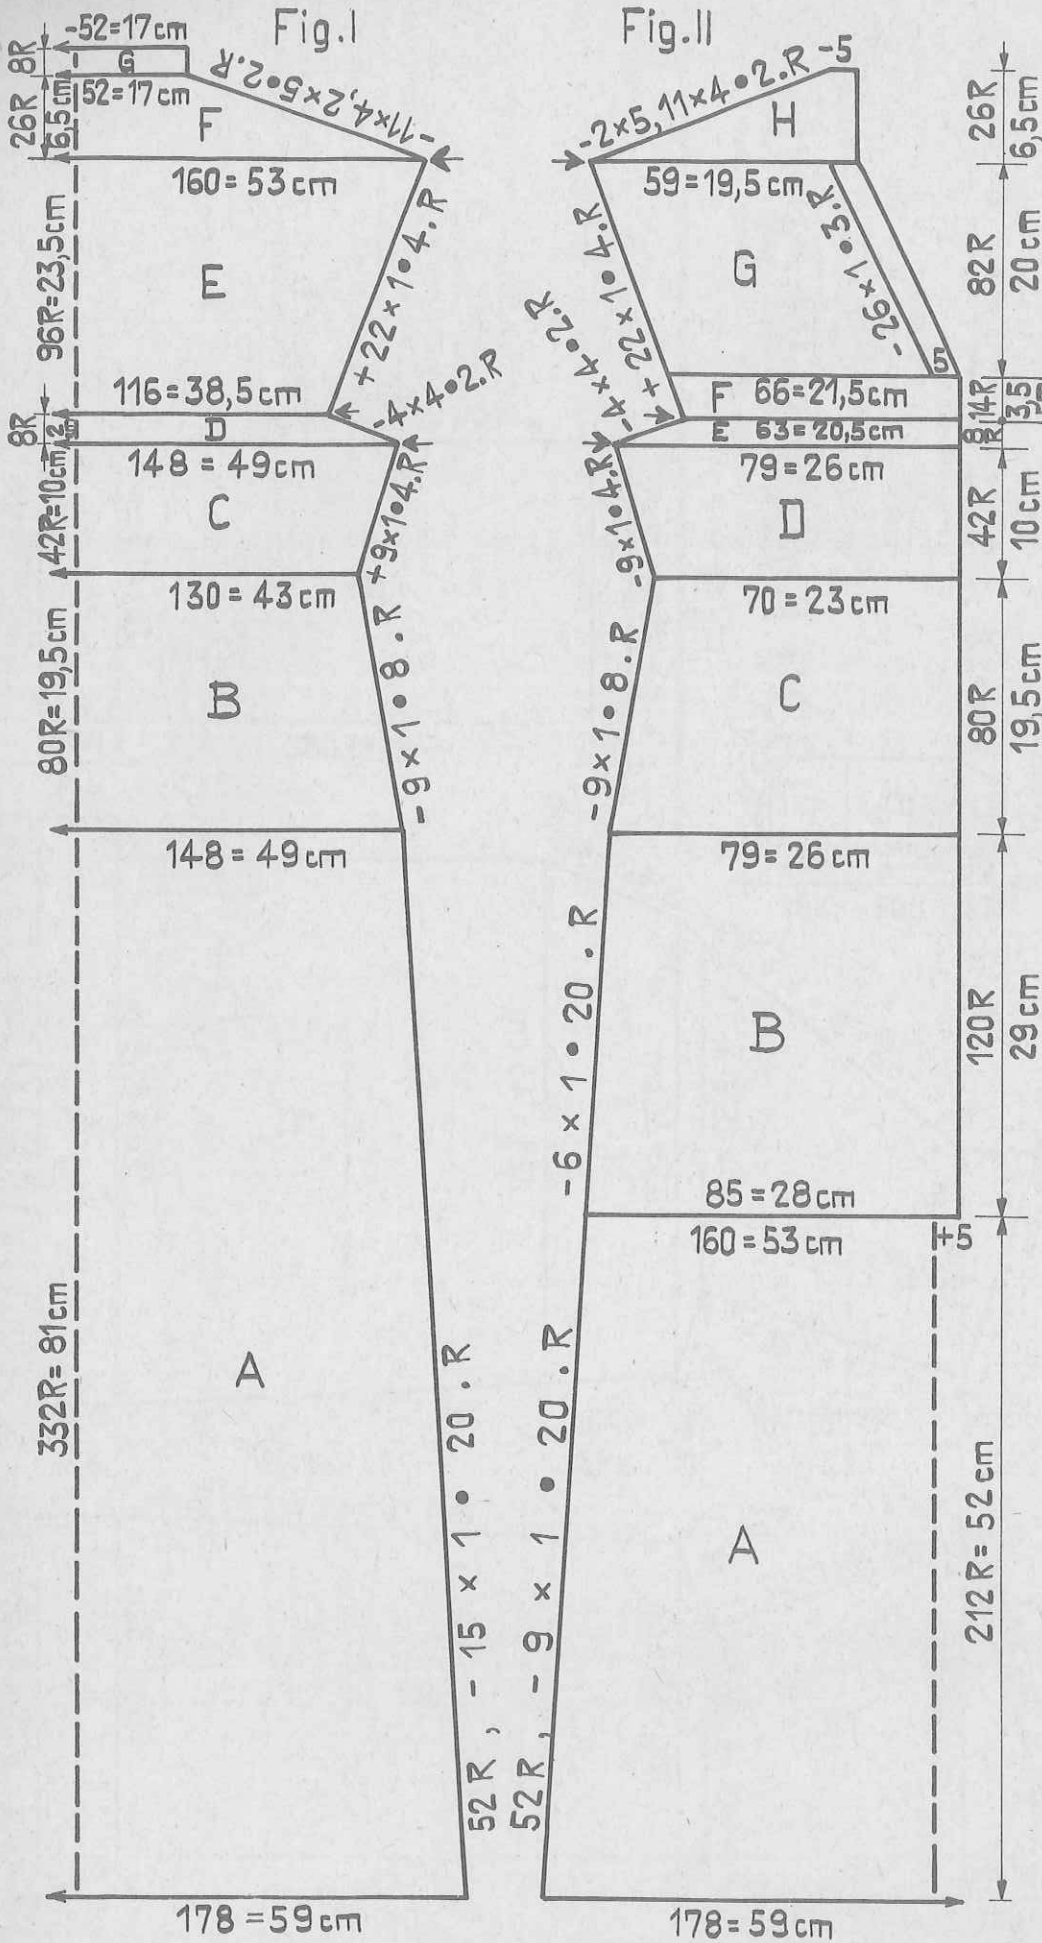 Fig.I
-52=17cm
8R
G
52=17cm
26R
6,5cm
F
-11×4,2×5•2.R
160=53cm
96R=23,5cm
E
+22×1•4.R
116=38,5cm
8R
D
-4×4•2.R
148=49cm
42R=10cm
C
+9×1•4.R
130=43cm
80R=19,5cm
B
-9×1•8.R
148=49cm
332R=81cm
A
52R, -15×1•20.R
178=59cm
Fig.II
-5
-2×5,11×4•2.R
H
26R
6,5cm
59=19,5cm
+22×1•4.R
G
-26×1•3.R
82R
20cm
5
F 66=21,5cm
14R
3,5
-4×4•2.R
E 63=20,5cm
8R
79=26cm
-9×1•4.R
D
42R
10cm
70=23cm
-9×1•8.R
C
80R
19,5cm
79=26cm
-6×1•20.R
B
120R
29cm
85=28cm
160=53cm
+5
A
212R=52cm
52R, -9×1•20.R
178=59cm